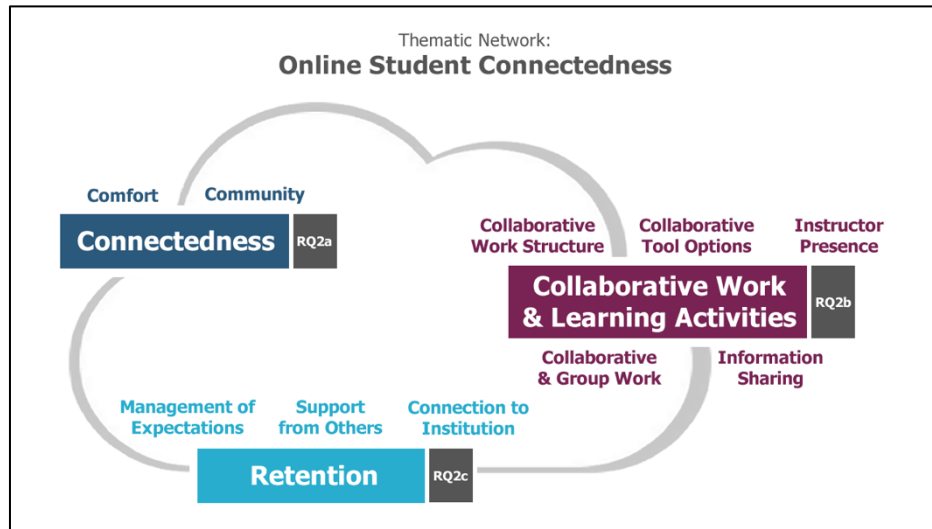 Thematic Network:
Online Student Connectedness
Comfort
Community
Connectedness
RQ2a
Collaborative
Work Structure
Collaborative
Tool Options
Instructor
Presence
Collaborative Work
& Learning Activities
RQ2b
Collaborative
& Group Work
Information
Sharing
Management of
Expectations
Support
from Others
Connection to
Institution
Retention
RQ2c